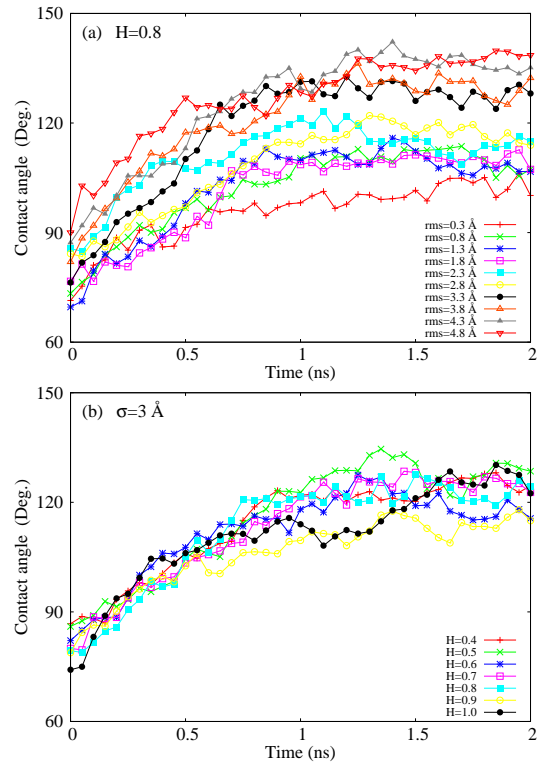 (a) H=0.8
Contact angle (Deg.)
150
120
90
60
rms=0.3 Å
rms=0.8 Å
rms=1.3 Å
rms=1.8 Å
rms=2.3 Å
rms=2.8 Å
rms=3.3 Å
rms=3.8 Å
rms=4.3 Å
rms=4.8 Å
0 0.5 1 1.5 2
Time (ns)
(b) σ=3 Å
Contact angle (Deg.)
150
120
90
60
H=0.4
H=0.5
H=0.6
H=0.7
H=0.8
H=0.9
H=1.0
0 0.5 1 1.5 2
Time (ns)